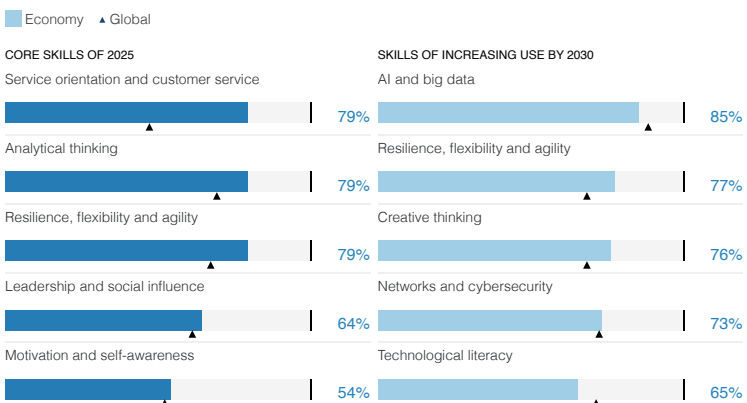 Economy Global
CORE SKILLS OF 2025
Service orientation and customer service
79%
Analytical thinking
79%
Resilience, flexibility and agility
79%
Leadership and social influence
64%
Motivation and self-awareness
54%
SKILLS OF INCREASING USE BY 2030
AI and big data
85%
Resilience, flexibility and agility
77%
Creative thinking
76%
Networks and cybersecurity
73%
Technological literacy
65%